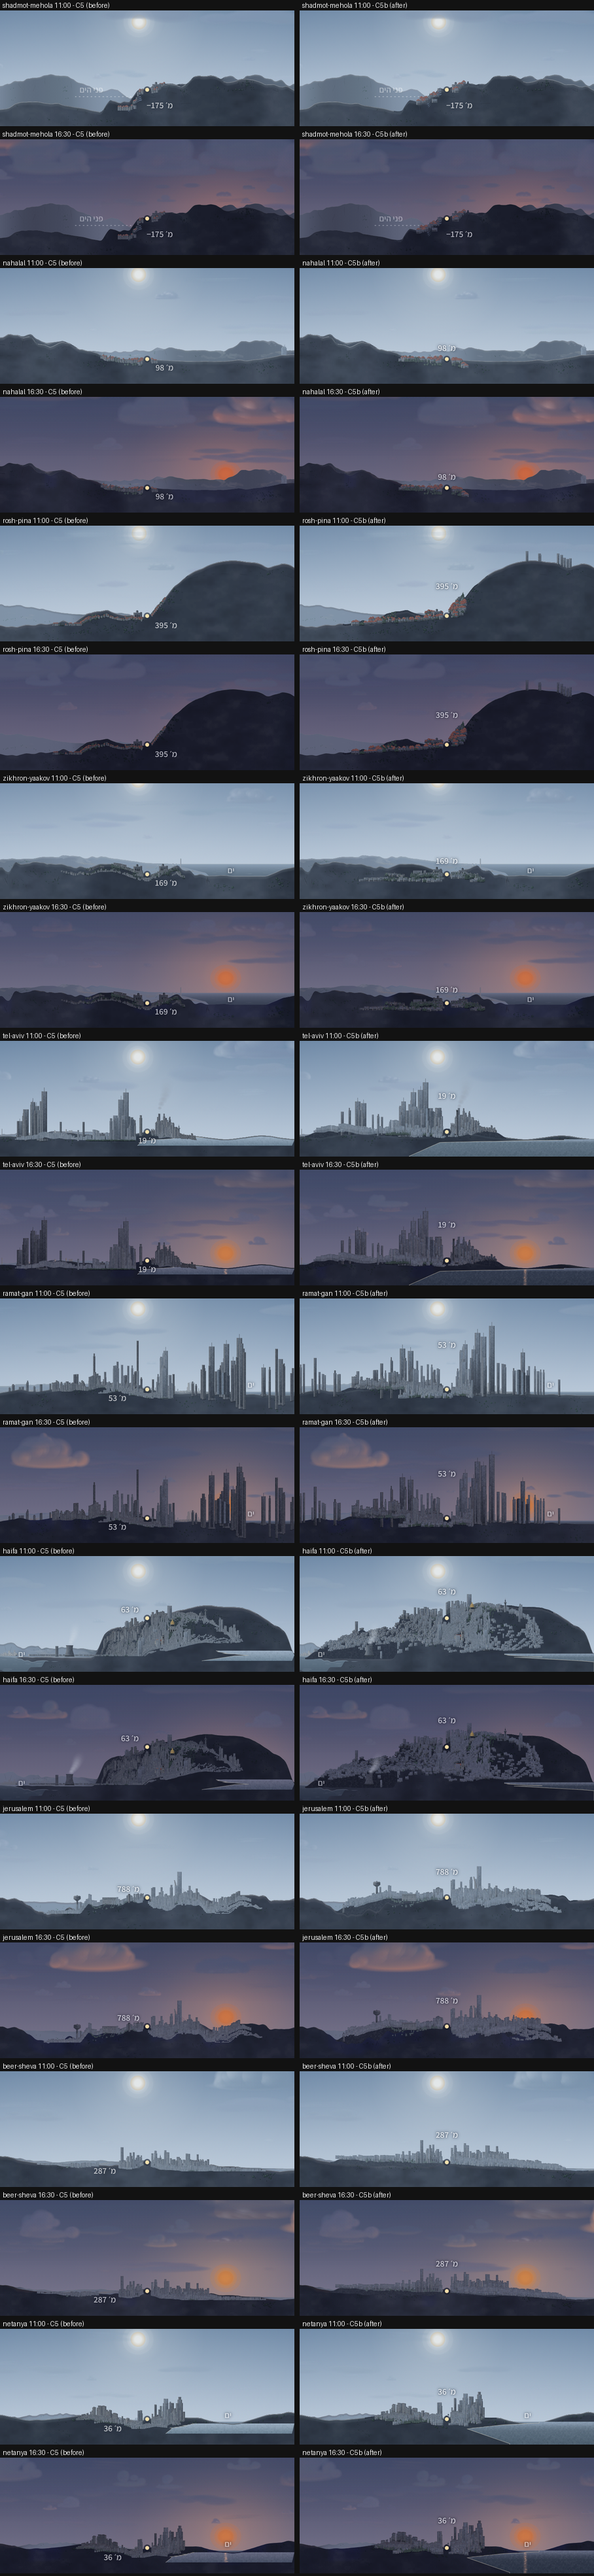 shadmot-mehola 11:00 - C5 (before) shadmot-mehola 11:00 - C5b (after)
פני הים פני הים
−175 מ' −175 מ'
shadmot-mehola 16:30 - C5 (before) shadmot-mehola 16:30 - C5b (after)
פני הים פני הים
−175 מ' −175 מ'
nahalal 11:00 - C5 (before) nahalal 11:00 - C5b (after)
98 מ' 98 מ'
nahalal 16:30 - C5 (before) nahalal 16:30 - C5b (after)
98 מ' 98 מ'
rosh-pina 11:00 - C5 (before) rosh-pina 11:00 - C5b (after)
395 מ' 395 מ'
rosh-pina 16:30 - C5 (before) rosh-pina 16:30 - C5b (after)
395 מ' 395 מ'
zikhron-yaakov 11:00 - C5 (before) zikhron-yaakov 11:00 - C5b (after)
169 מ' ים 169 מ' ים
zikhron-yaakov 16:30 - C5 (before) zikhron-yaakov 16:30 - C5b (after)
169 מ' ים 169 מ' ים
tel-aviv 11:00 - C5 (before) tel-aviv 11:00 - C5b (after)
19 מ' 19 מ'
tel-aviv 16:30 - C5 (before) tel-aviv 16:30 - C5b (after)
19 מ' 19 מ'
ramat-gan 11:00 - C5 (before) ramat-gan 11:00 - C5b (after)
53 מ' ים 53 מ' ים
ramat-gan 16:30 - C5 (before) ramat-gan 16:30 - C5b (after)
53 מ' ים 53 מ' ים
haifa 11:00 - C5 (before) haifa 11:00 - C5b (after)
63 מ' ים 63 מ' ים
haifa 16:30 - C5 (before) haifa 16:30 - C5b (after)
63 מ' ים 63 מ' ים
jerusalem 11:00 - C5 (before) jerusalem 11:00 - C5b (after)
788 מ' 788 מ'
jerusalem 16:30 - C5 (before) jerusalem 16:30 - C5b (after)
788 מ' 788 מ'
beer-sheva 11:00 - C5 (before) beer-sheva 11:00 - C5b (after)
287 מ' 287 מ'
beer-sheva 16:30 - C5 (before) beer-sheva 16:30 - C5b (after)
287 מ' 287 מ'
netanya 11:00 - C5 (before) netanya 11:00 - C5b (after)
36 מ' ים 36 מ' ים
netanya 16:30 - C5 (before) netanya 16:30 - C5b (after)
36 מ' ים 36 מ' ים